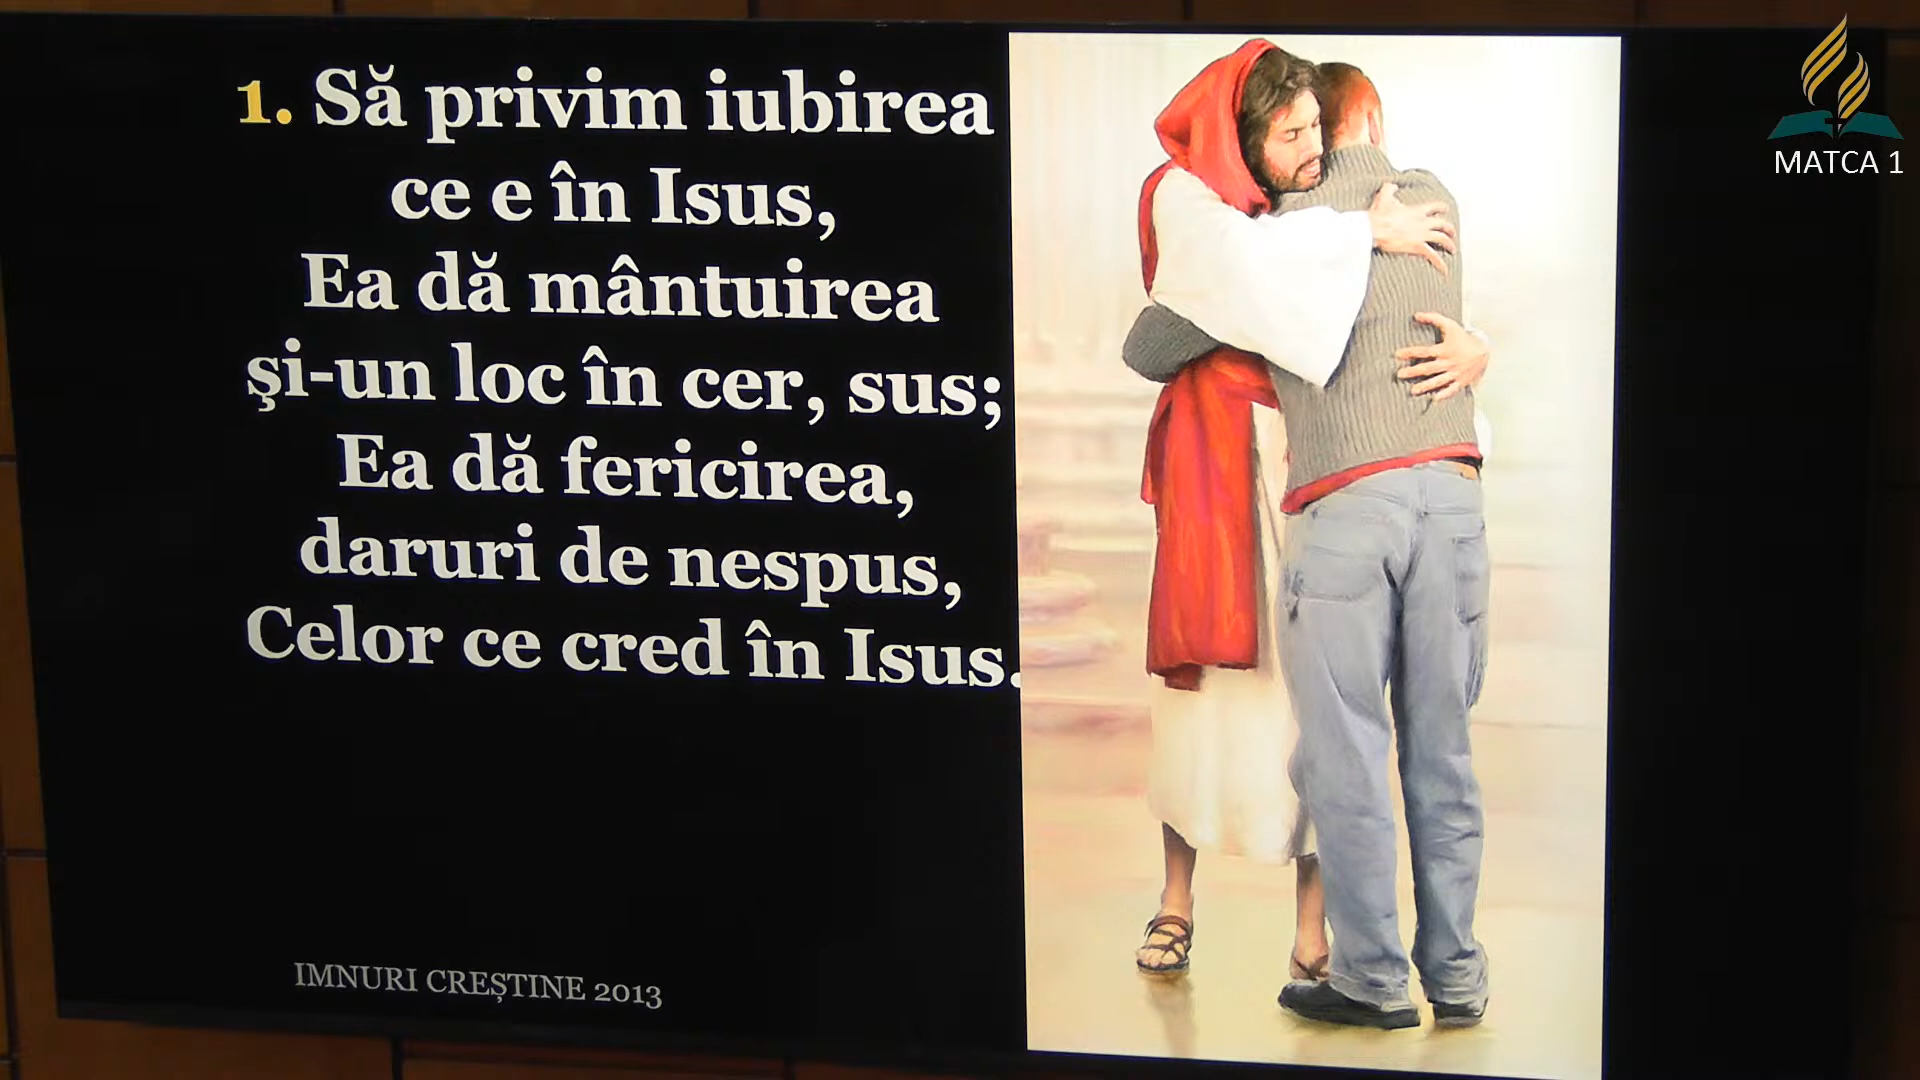 1. Să privim iubirea
ce e în Isus,
Ea dă mântuirea
şi-un loc în cer, sus;
Ea dă fericirea,
daruri de nespus,
Celor ce cred în Isus.
IMNURI CREȘTINE 2013
MATCA 1